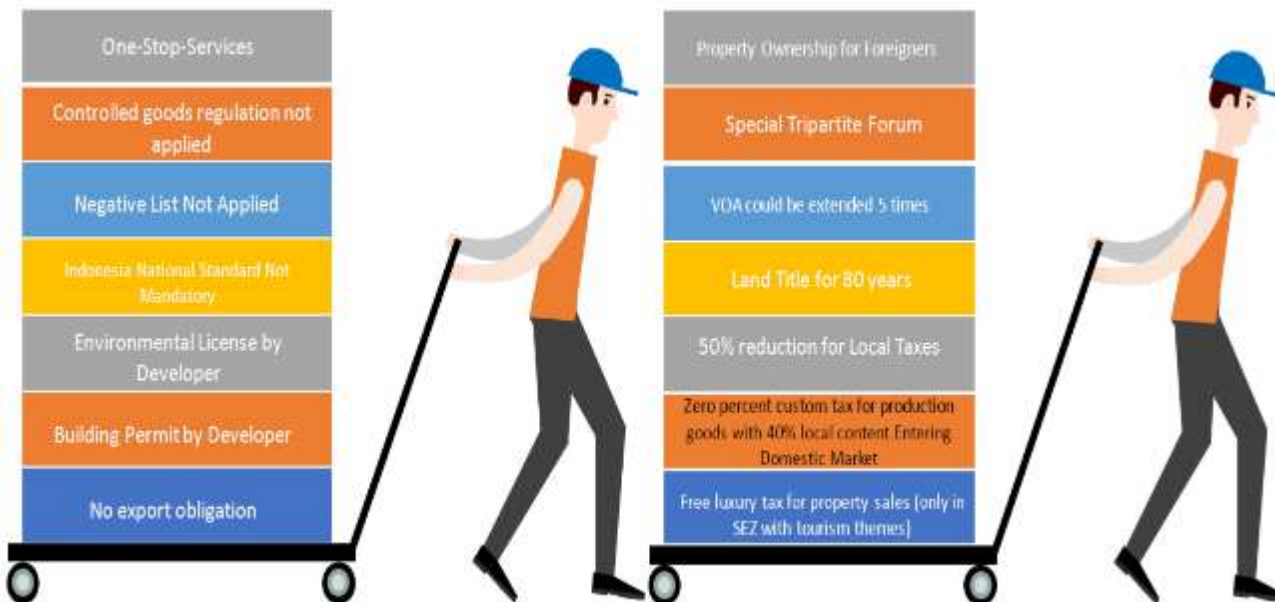 One-Stop-Services
Controlled goods regulation not
applied
Negative List Not Applied
Indonesia National Standard Not
Mandatory
Environmental License by
Developer
Building Permit by Developer
No export obligation
Property Ownership for Foreigners
Special Tripartite Forum
VOA could be extended 5 times
Land Title for 80 years
50% reduction for Local Taxes
Zero percent custom tax for production
goods with 40% local content Entering
Domestic Market
Free luxury tax for property sales (only in
SEZ with tourism themes)